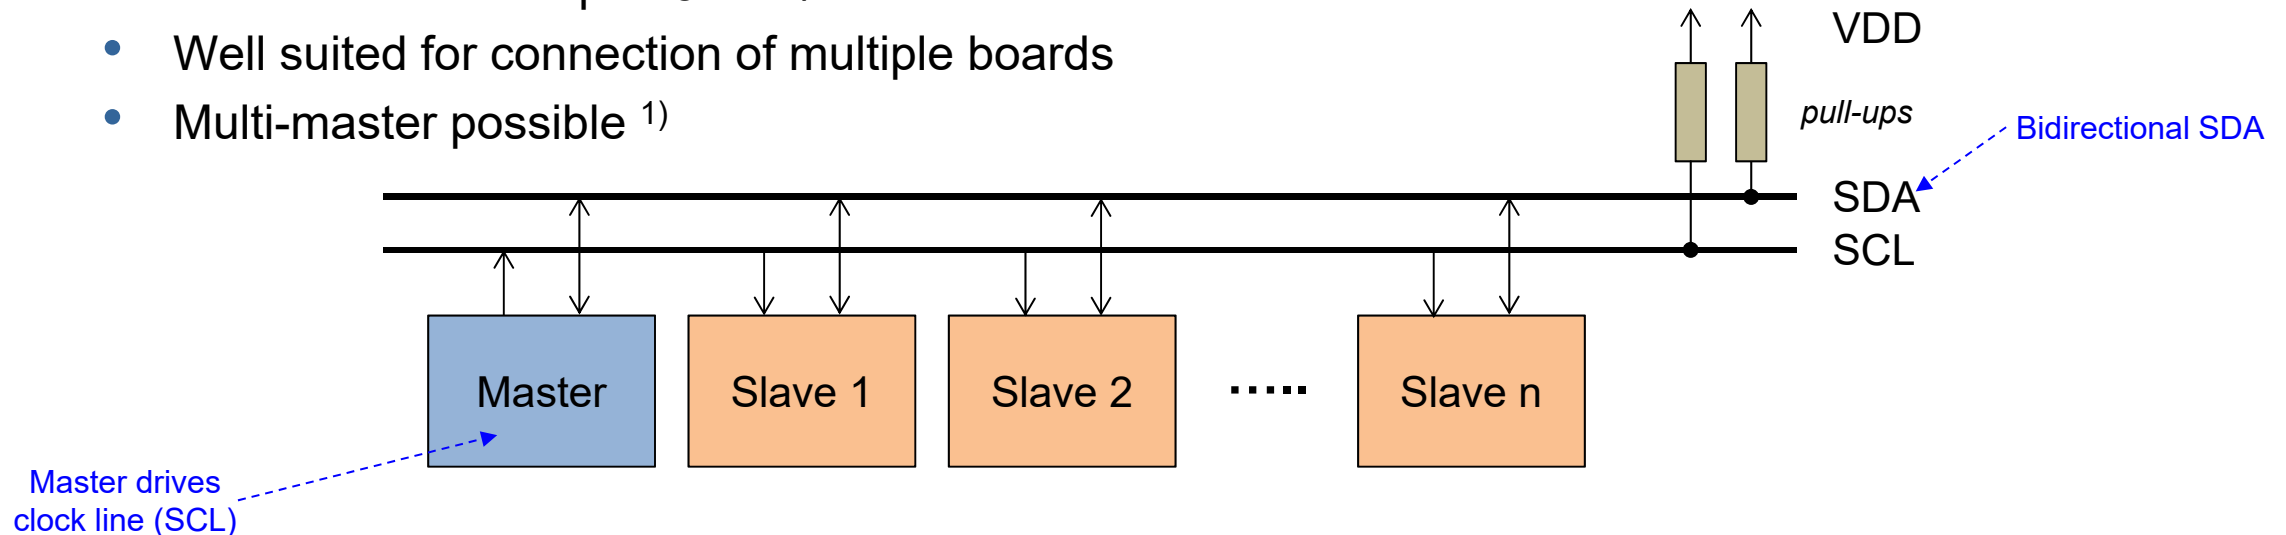 • Well suited for connection of multiple boards
• Multi-master possible 1)
VDD
pull-ups
Bidirectional SDA
SDA
SCL
Master
Slave 1
Slave 2
.....
Slave n
Master drives
clock line (SCL)